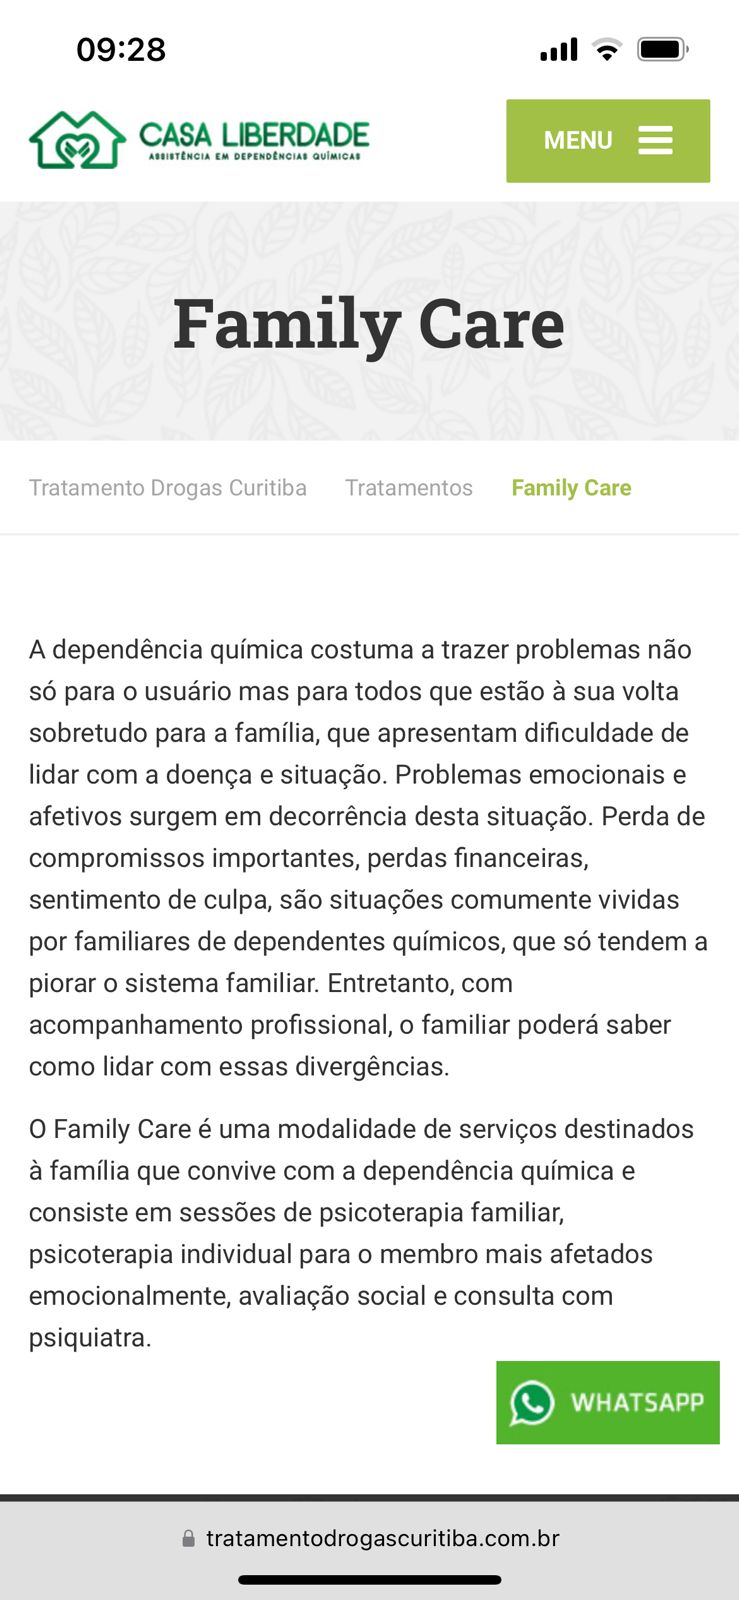 09:28
CASA LIBERDADE
ASSISTÊNCIA EM DEPENDÊNCIAS QUÍMICAS
MENU
Family Care
Tratamento Drogas Curitiba Tratamentos Family Care
A dependência química costuma a trazer problemas não
só para o usuário mas para todos que estão à sua volta
sobretudo para a família, que apresentam dificuldade de
lidar com a doença e situação. Problemas emocionais e
afetivos surgem em decorrência desta situação. Perda de
compromissos importantes, perdas financeiras,
sentimento de culpa, são situações comumente vividas
por familiares de dependentes químicos, que só tendem a
piorar o sistema familiar. Entretanto, com
acompanhamento profissional, o familiar poderá saber
como lidar com essas divergências.
O Family Care é uma modalidade de serviços destinados
à família que convive com a dependência química e
consiste em sessões de psicoterapia familiar,
psicoterapia individual para o membro mais afetados
emocionalmente, avaliação social e consulta com
psiquiatra.
WHATSAPP
tratamentodrogascuritiba.com.br